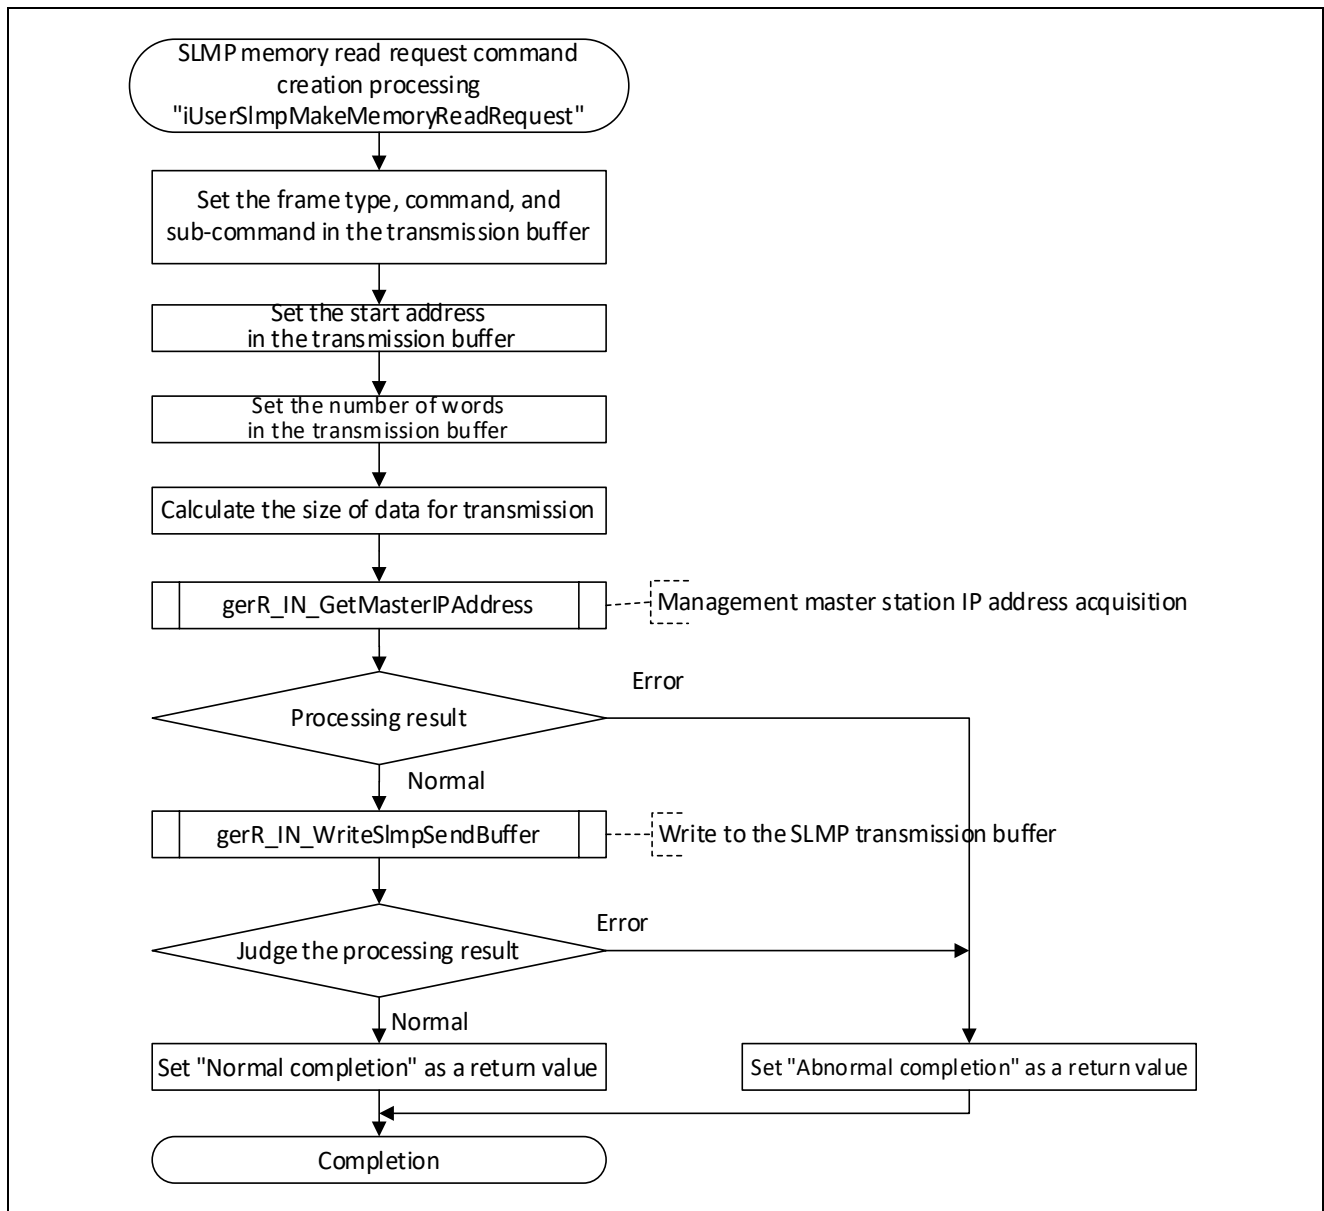 SLMP memory read request command
creation processing
"iUserSlmpMakeMemoryReadRequest"
Set the frame type, command, and
sub-command in the transmission buffer
Set the start address
in the transmission buffer
Set the number of words
in the transmission buffer
Calculate the size of data for transmission
gerR_IN_GetMasterIPAddress
Management master station IP address acquisition
Error
Processing result
Normal
gerR_IN_WriteSlmpSendBuffer
Write to the SLMP transmission buffer
Error
Judge the processing result
Normal
Set "Normal completion" as a return value
Set "Abnormal completion" as a return value
Completion